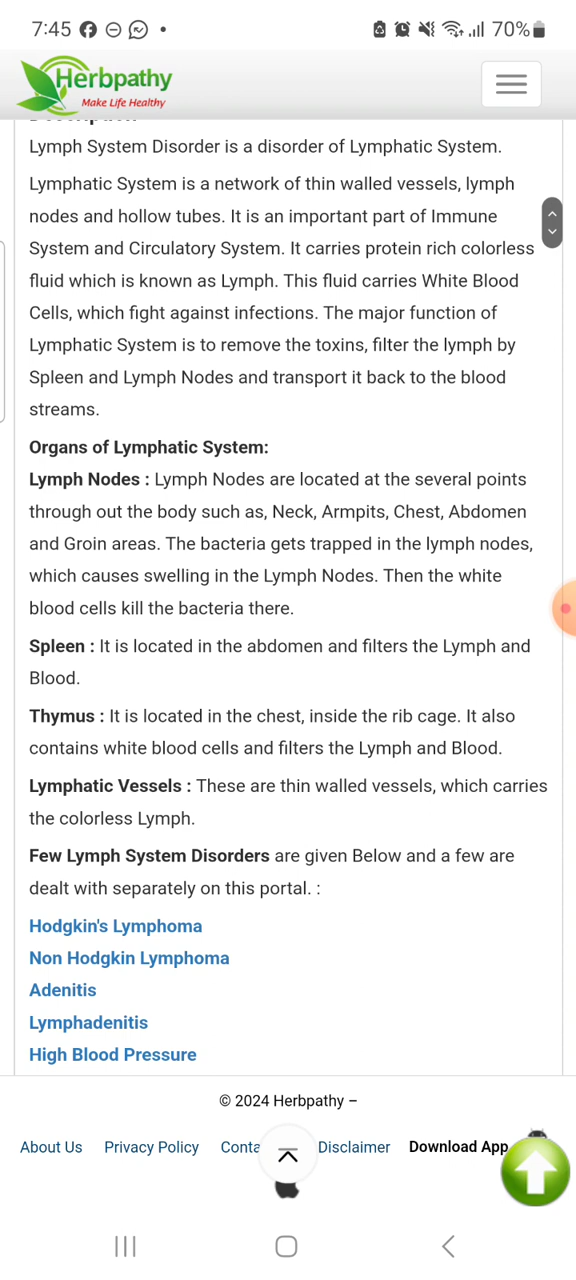 7:45
70%
Herbpathy
Make Life Healthy
Description
Lymph System Disorder is a disorder of Lymphatic System.
Lymphatic System is a network of thin walled vessels, lymph
nodes and hollow tubes. It is an important part of Immune
System and Circulatory System. It carries protein rich colorless
fluid which is known as Lymph. This fluid carries White Blood
Cells, which fight against infections. The major function of
Lymphatic System is to remove the toxins, filter the lymph by
Spleen and Lymph Nodes and transport it back to the blood
streams.
Organs of Lymphatic System:
Lymph Nodes : Lymph Nodes are located at the several points
through out the body such as, Neck, Armpits, Chest, Abdomen
and Groin areas. The bacteria gets trapped in the lymph nodes,
which causes swelling in the Lymph Nodes. Then the white
blood cells kill the bacteria there.
Spleen : It is located in the abdomen and filters the Lymph and
Blood.
Thymus : It is located in the chest, inside the rib cage. It also
contains white blood cells and filters the Lymph and Blood.
Lymphatic Vessels : These are thin walled vessels, which carries
the colorless Lymph.
Few Lymph System Disorders are given Below and a few are
dealt with separately on this portal. :
Hodgkin's Lymphoma
Non Hodgkin Lymphoma
Adenitis
Lymphadenitis
High Blood Pressure
© 2024 Herbpathy –
About Us Privacy Policy Conta Disclaimer Download App